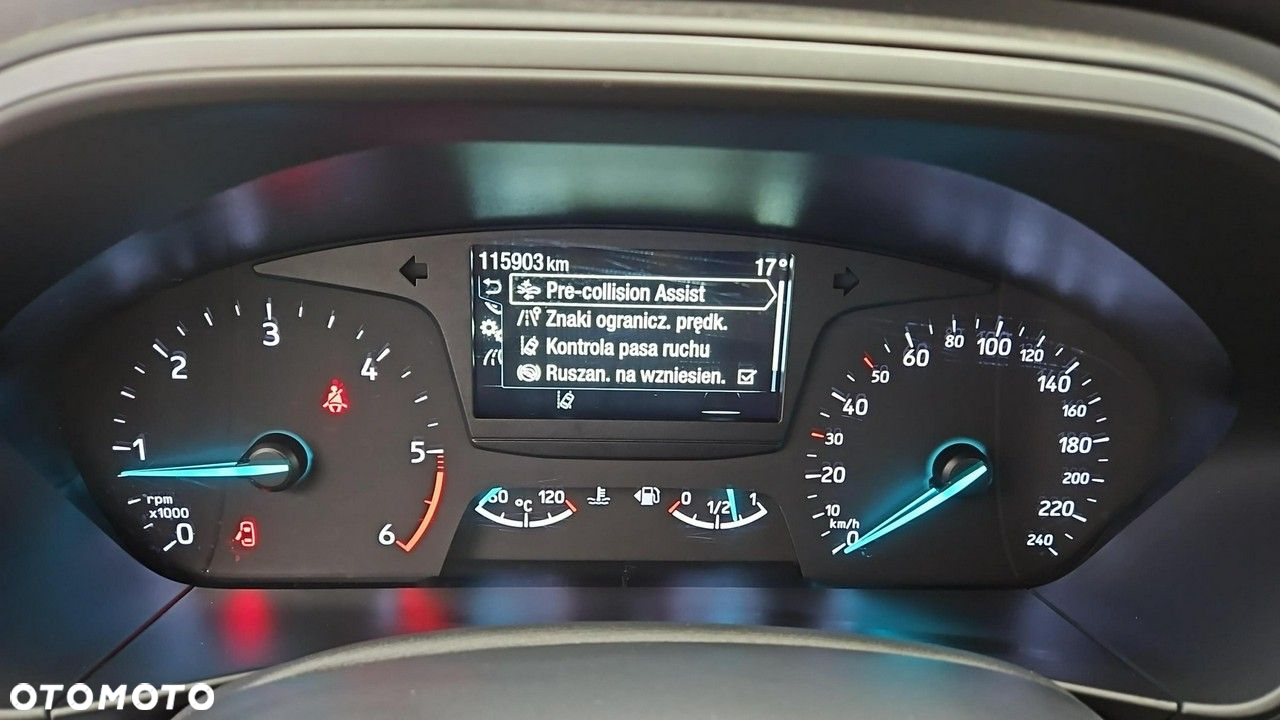 115903 km 17°
Pre-collision Assist
Znaki ogranicz. prędk.
Kontrola pasa ruchu
Ruszan. na wzniesien.
0 1 2 3 4 5 6
rpm
x1000
60 °C 120
0 1/2 1
0 10 20 30 40 50 60 80 100 120 140 160 180 200 220 240
km/h
OTOMOTO